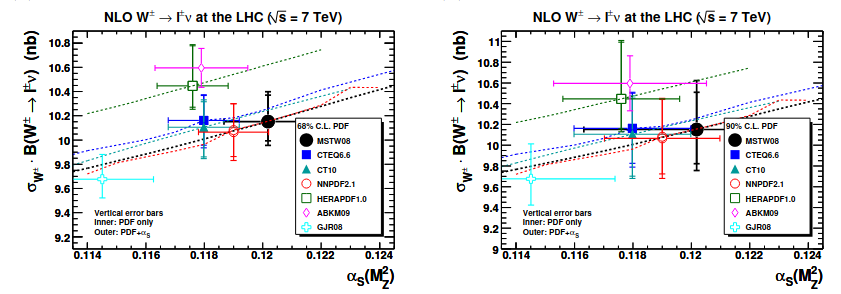 NLO W± → l±ν at the LHC (√s = 7 TeV)
σW± · B(W± → l±ν) (nb)
10.8
10.6
10.4
10.2
10
9.8
9.6
9.4
9.2
68% C.L. PDF
MSTW08
CTEQ6.6
CT10
NNPDF2.1
HERAPDF1.0
ABKM09
GJR08
Vertical error bars
Inner: PDF only
Outer: PDF+αS
0.114 0.116 0.118 0.12 0.122 0.124
αS(M²Z)
NLO W± → l±ν at the LHC (√s = 7 TeV)
σW± · B(W± → l±ν) (nb)
11
10.8
10.6
10.4
10.2
10
9.8
9.6
9.4
9.2
9
90% C.L. PDF
MSTW08
CTEQ6.6
CT10
NNPDF2.1
HERAPDF1.0
ABKM09
GJR08
Vertical error bars
Inner: PDF only
Outer: PDF+αS
0.114 0.116 0.118 0.12 0.122 0.124
αS(M²Z)